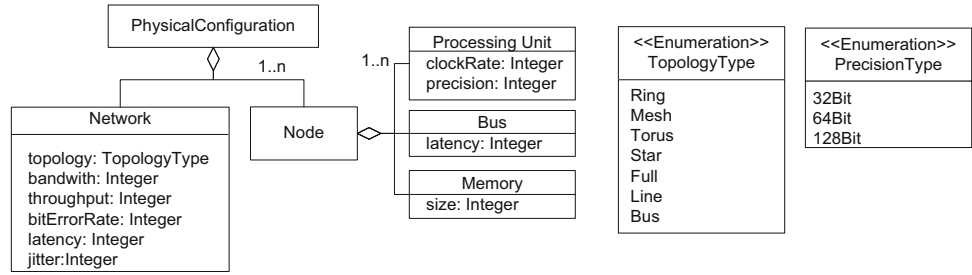 PhysicalConfiguration
1..n
Network
topology: TopologyType
bandwith: Integer
throughput: Integer
bitErrorRate: Integer
latency: Integer
jitter:Integer
Node
1..n
Processing Unit
clockRate: Integer
precision: Integer
Bus
latency: Integer
Memory
size: Integer
<<Enumeration>>
TopologyType
Ring
Mesh
Torus
Star
Full
Line
Bus
<<Enumeration>>
PrecisionType
32Bit
64Bit
128Bit